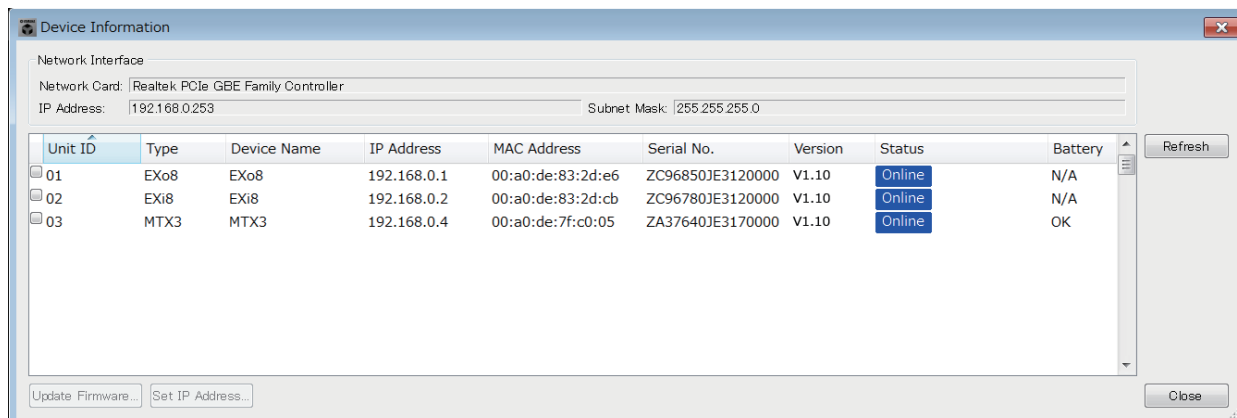 Device Information
Network Interface
Network Card: Realtek PCIe GBE Family Controller
IP Address: 192.168.0.253 Subnet Mask: 255.255.255.0
Unit ID Type Device Name IP Address MAC Address Serial No. Version Status Battery Refresh
01 EXo8 EXo8 192.168.0.1 00:a0:de:83:2d:e6 ZC96850JE3120000 V1.10 Online N/A
02 EXi8 EXi8 192.168.0.2 00:a0:de:83:2d:cb ZC96780JE3120000 V1.10 Online N/A
03 MTX3 MTX3 192.168.0.4 00:a0:de:7f:c0:05 ZA37640JE3170000 V1.10 Online OK
Update Firmware... Set IP Address... Close